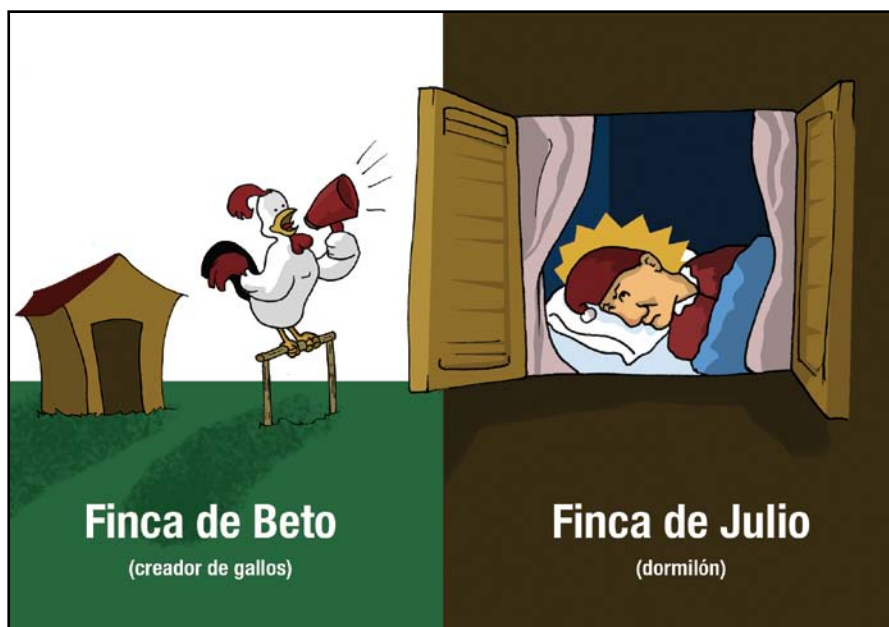 Finca de Beto
(creador de gallos)
Finca de Julio
(dormilón)